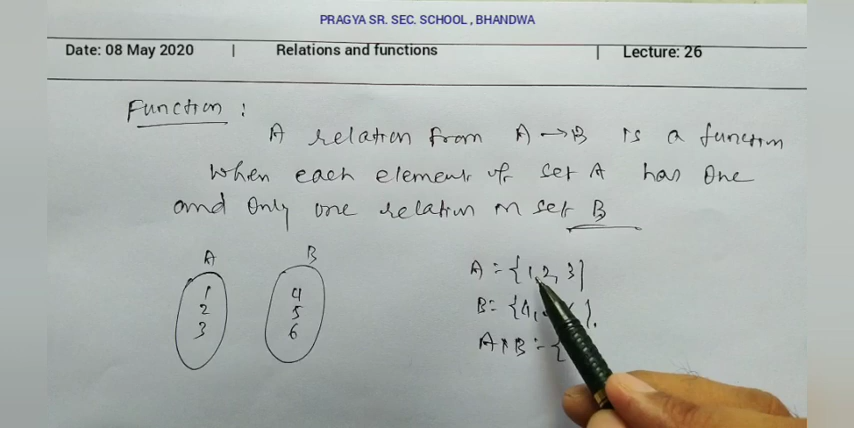 PRAGYA SR. SEC. SCHOOL , BHANDWA
Date: 08 May 2020 | Relations and functions | Lecture: 26
Function :
A relation from A → B is a function
when each element of set A has one
and only one relation in set B
A B
1 4
2 5
3 6
A = {1, 2, 3}
B = {4, }.
A × B = {